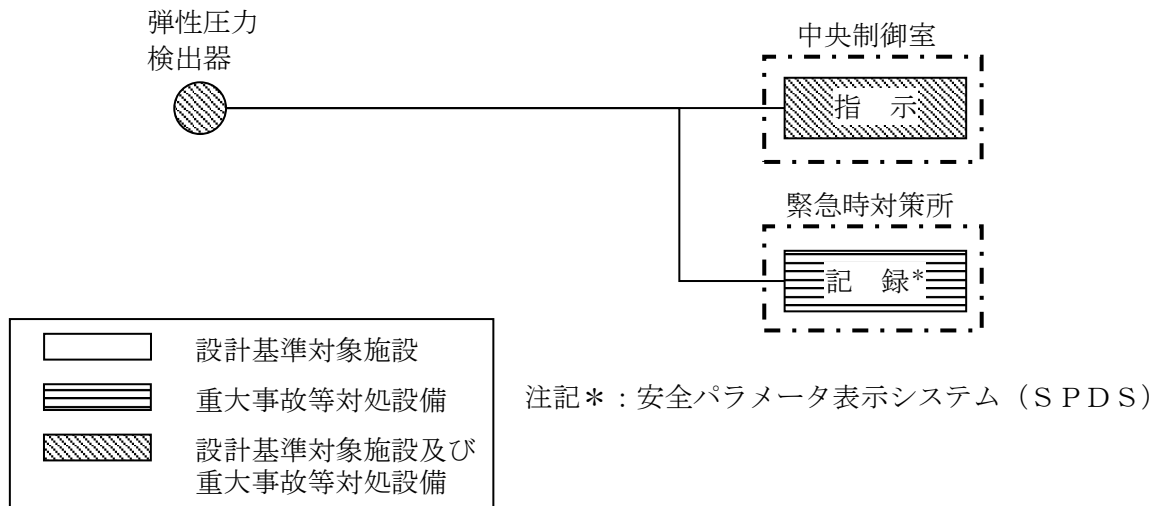 弾性圧力
検出器
中央制御室
指　示
緊急時対策所
記　録*
設計基準対象施設
重大事故等対処設備
設計基準対象施設及び
重大事故等対処設備
注記＊：安全パラメータ表示システム（ＳＰＤＳ）